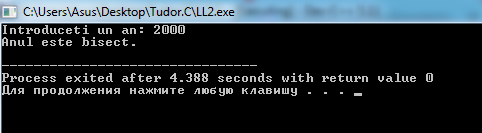 C:\Users\Asus\Desktop\Tudor.C\LL2.exe
Introduceti un an: 2000
Anul este bisect.
--------------------------------
Process exited after 4.388 seconds with return value 0
Для продолжения нажмите любую клавишу . . .